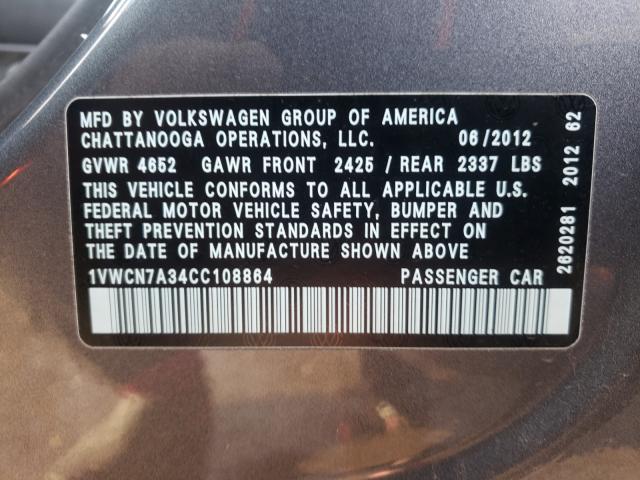 MFD BY VOLKSWAGEN GROUP OF AMERICA
CHATTANOOGA OPERATIONS, LLC. 06/2012
GVWR 4652 GAWR FRONT 2425 / REAR 2337 LBS
THIS VEHICLE CONFORMS TO ALL APPLICABLE U.S.
FEDERAL MOTOR VEHICLE SAFETY, BUMPER AND
THEFT PREVENTION STANDARDS IN EFFECT ON
THE DATE OF MANUFACTURE SHOWN ABOVE
1VWCN7A34CC108864 PASSENGER CAR
2620281 2012 62